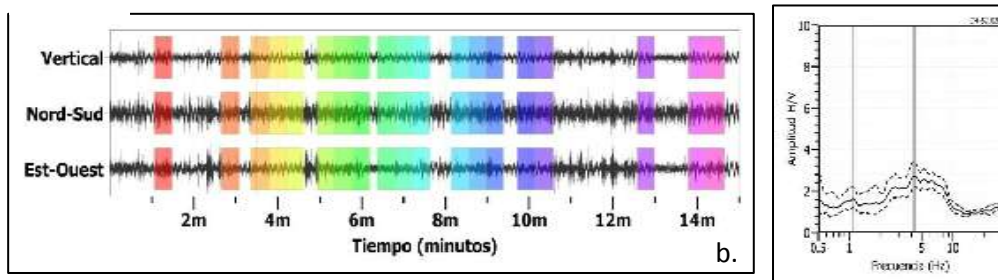 Vertical
Nord-Sud
Est-Ouest
2m 4m 6m 8m 10m 12m 14m
Tiempo (minutos)
b.
10
8
6
4
2
0
0.5 1 5 10
Amplitud H/V
Frecuencia (Hz)